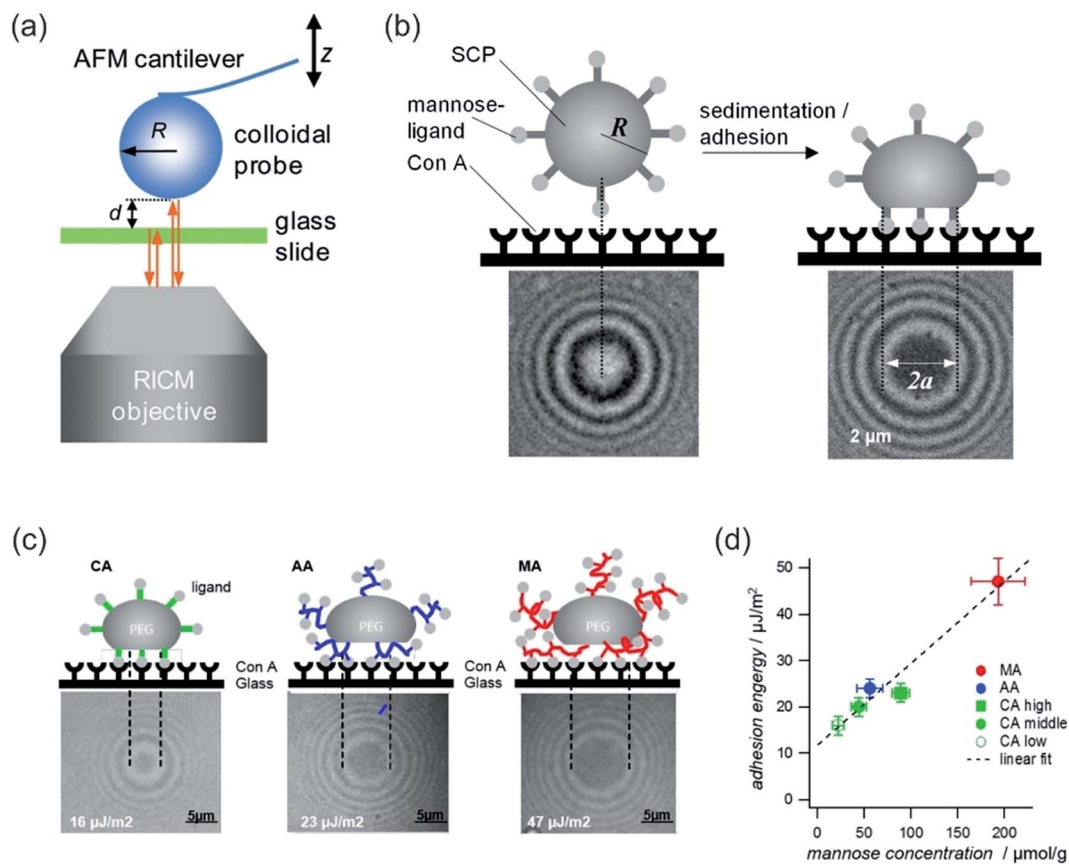 (a)
AFM cantilever
z
R
colloidal
probe
d
glass
slide
RICM
objective
(b)
SCP
mannose-
ligand
Con A
R
sedimentation /
adhesion
2a
2 µm
(c)
CA
ligand
PEG
AA
PEG
MA
PEG
Con A
Glass
Con A
Glass
16 µJ/m2
5µm
23 µJ/m2
5µm
47 µJ/m2
5µm
(d)
adhesion engergy / µJ/m²
50
40
30
20
10
0
MA
AA
CA high
CA middle
CA low
linear fit
0 50 100 150 200
mannose concentration / µmol/g